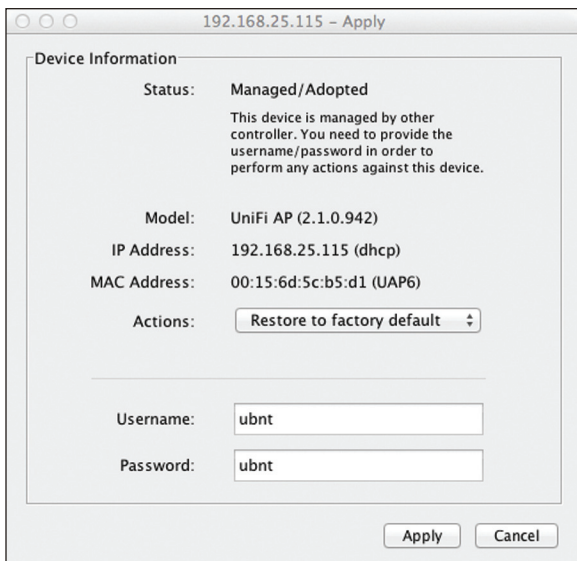 192.168.25.115 – Apply
Device Information
Status: Managed/Adopted
This device is managed by other
controller. You need to provide the
username/password in order to
perform any actions against this device.
Model: UniFi AP (2.1.0.942)
IP Address: 192.168.25.115 (dhcp)
MAC Address: 00:15:6d:5c:b5:d1 (UAP6)
Actions: Restore to factory default
Username: ubnt
Password: ubnt
Apply Cancel